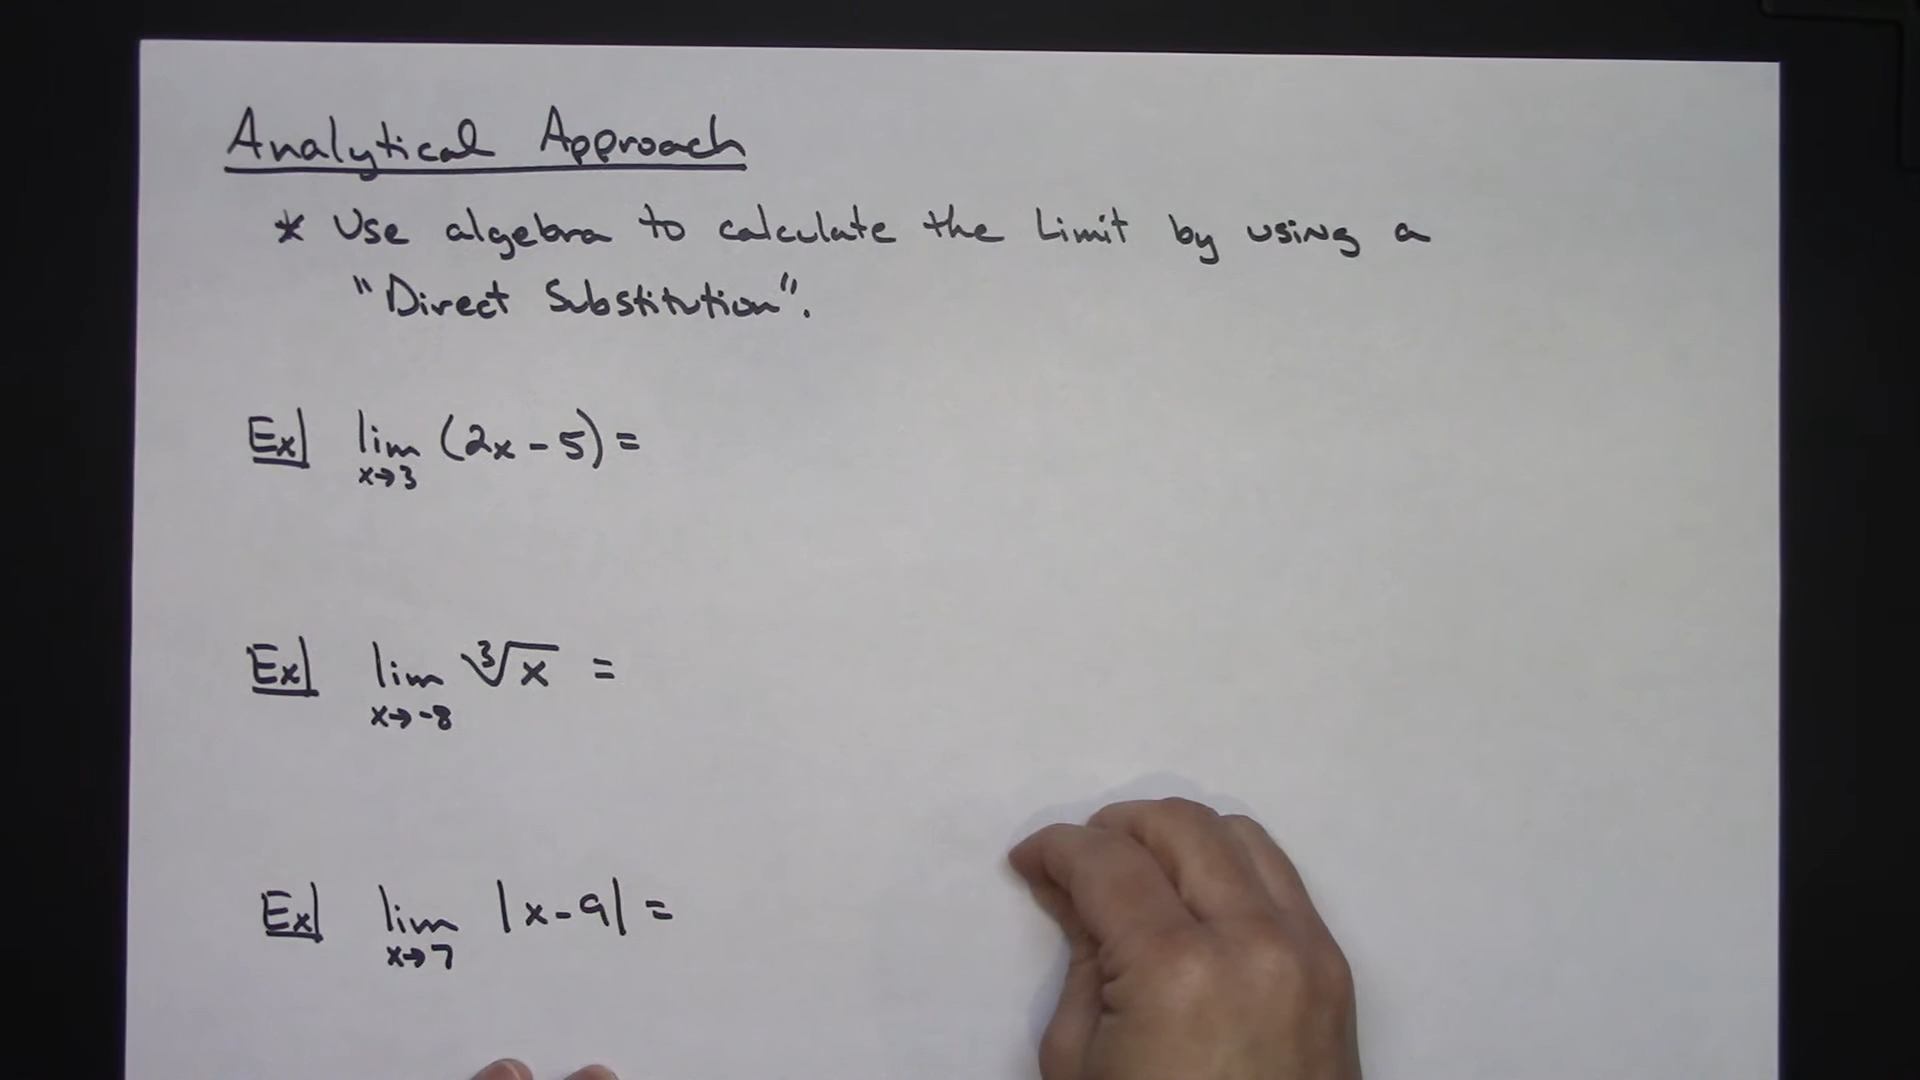 Analytical Approach
* Use algebra to calculate the Limit by using a
"Direct Substitution".
Ex| lim (2x - 5) =
x→3
Ex| lim ∛x =
x→-8
Ex| lim |x - 9| =
x→7